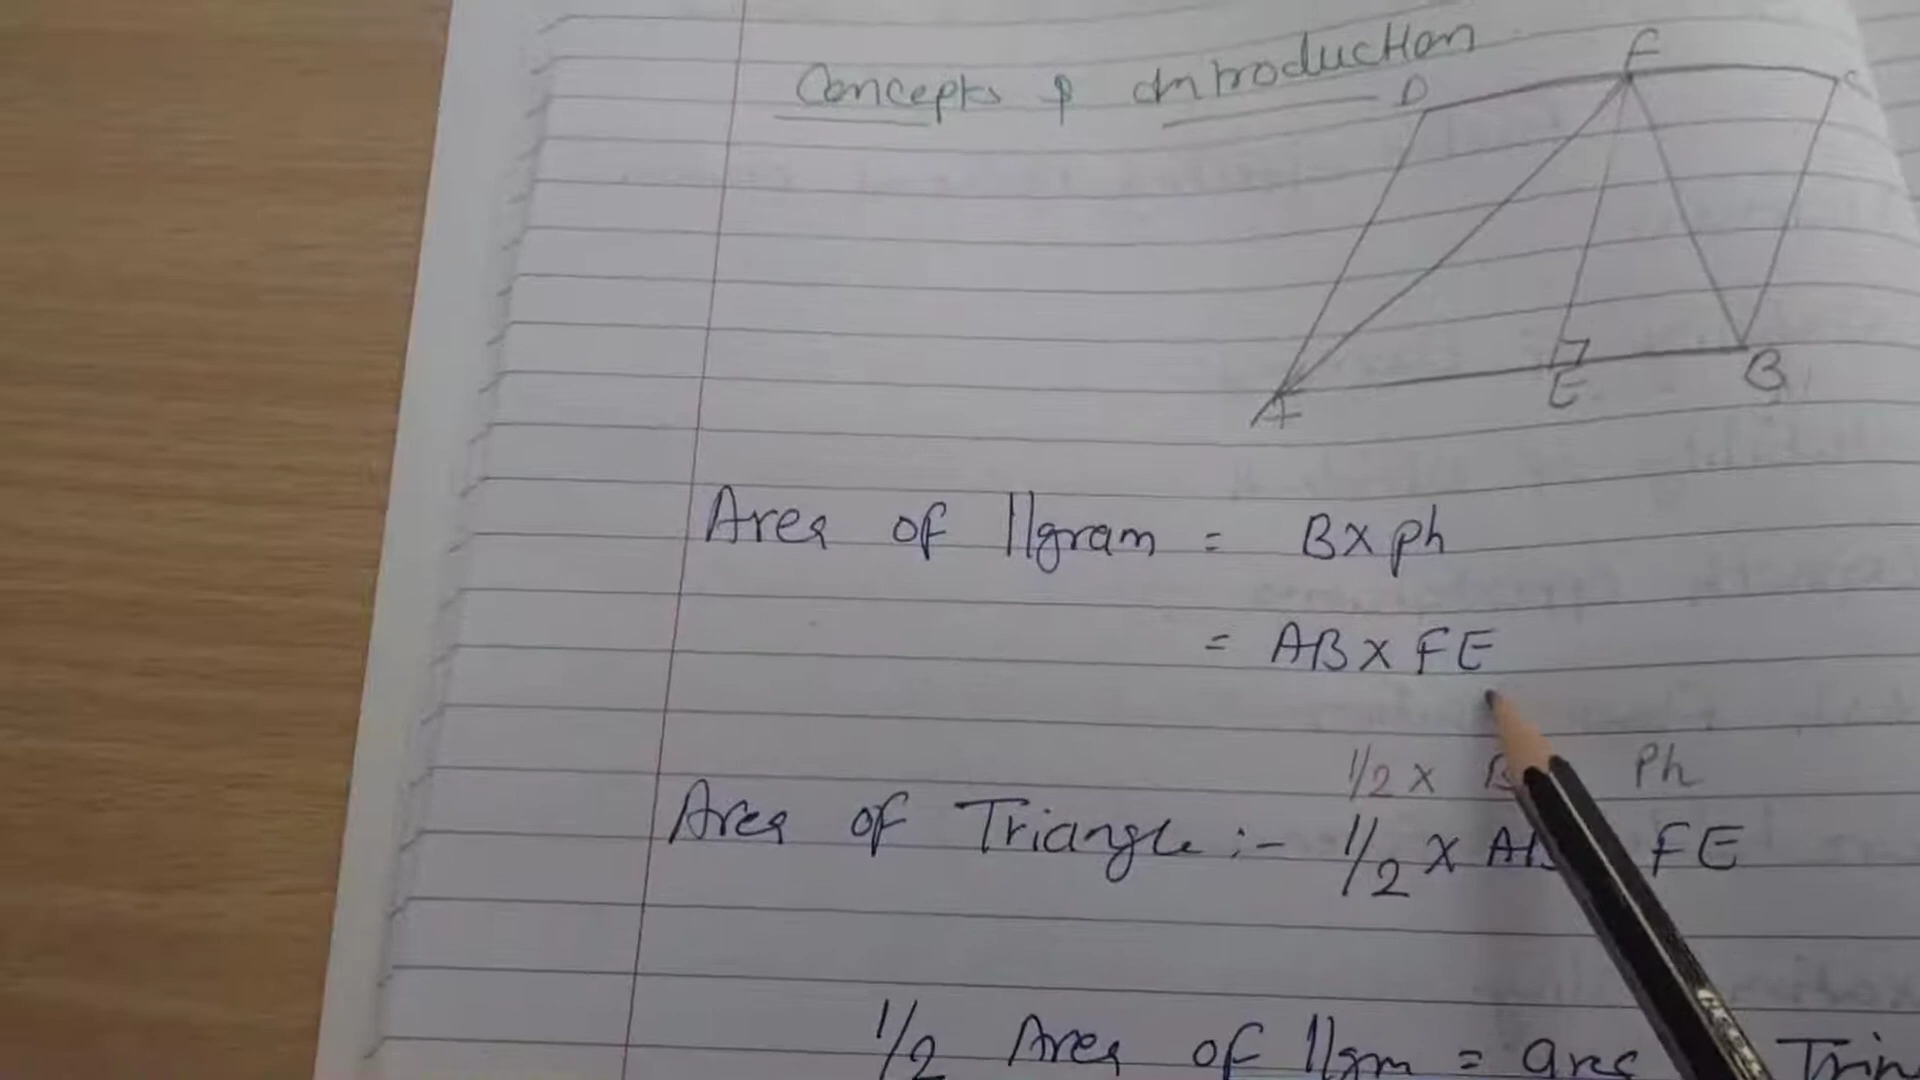 Concepts & Introduction
D F C
A E B
Area of ||gram = B x ph
= AB x FE
1/2 x Ph
Area of Triangle :- 1/2 x FE
1/2 Area of ||gm =